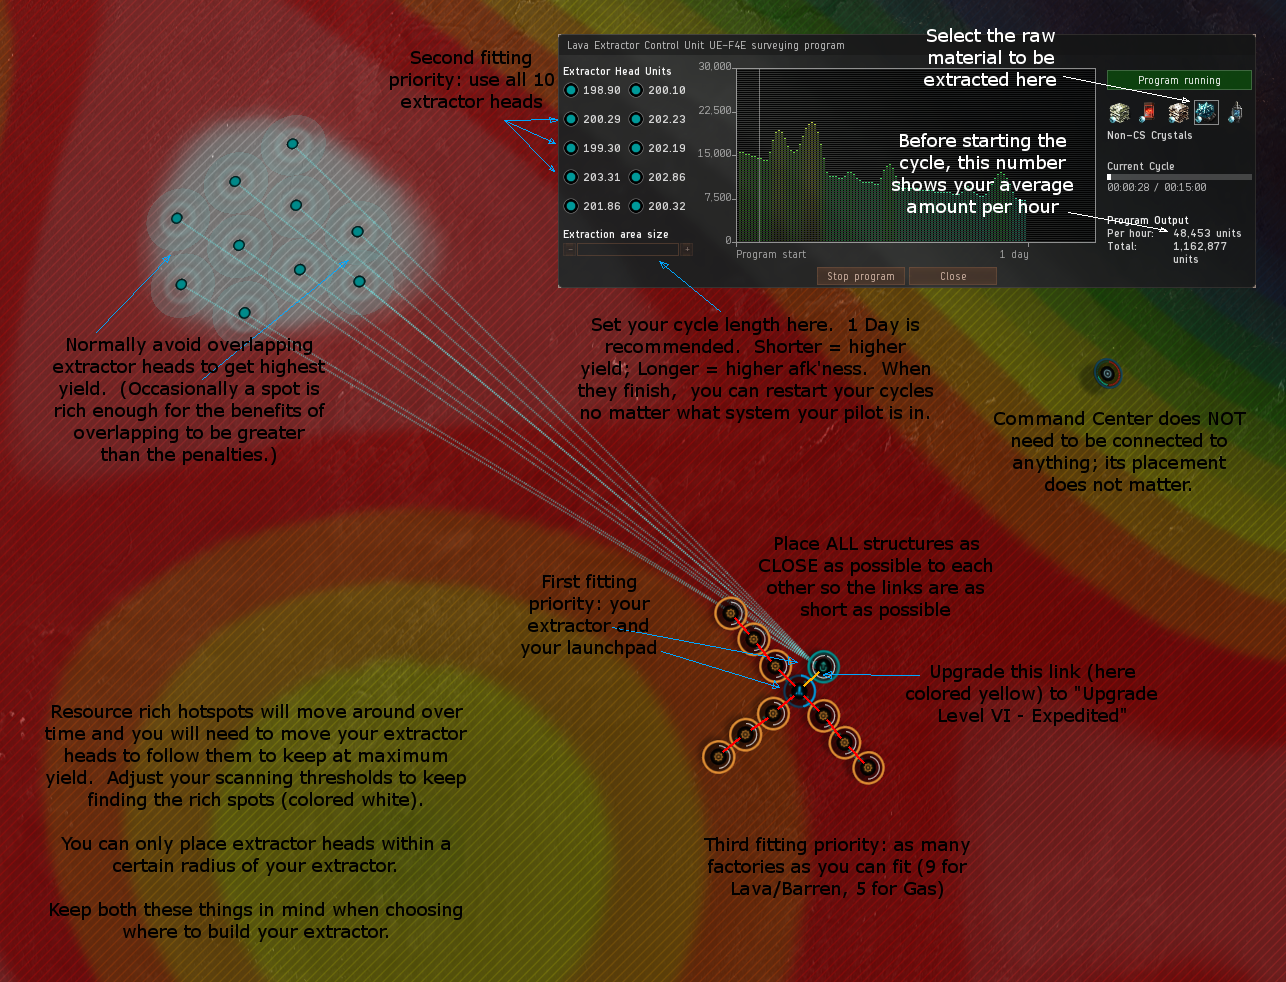 Second fitting
priority: use all 10
extractor heads
Lava Extractor Control Unit UE-F4E surveying program
Extractor Head Units
198.90 200.10
200.29 202.23
199.30 202.19
203.31 202.86
201.86 200.32
Extraction area size
- +
30,000
22,500
15,000
7,500
0
Program start 1 day
Stop program Close
Select the raw
material to be
extracted here
Before starting the
cycle, this number
shows your average
amount per hour
Program running
Non-CS Crystals
Current Cycle
00:00:28 / 00:15:00
Program Output
Per hour: 48,453 units
Total: 1,162,877
units
Normally avoid overlapping
extractor heads to get highest
yield.  (Occasionally a spot is
rich enough for the benefits of
overlapping to be greater
than the penalties.)
Set your cycle length here.  1 Day is
recommended.  Shorter = higher
yield; Longer = higher afk'ness.  When
they finish,  you can restart your cycles
no matter what system your pilot is in.
Command Center does NOT
need to be connected to
anything; its placement
does not matter.
Place ALL structures as
CLOSE as possible to each
other so the links are as
short as possible
First fitting
priority: your
extractor and
your launchpad
Upgrade this link (here
colored yellow) to "Upgrade
Level VI - Expedited"
Resource rich hotspots will move around over
time and you will need to move your extractor
heads to follow them to keep at maximum
yield.  Adjust your scanning thresholds to keep
finding the rich spots (colored white).
You can only place extractor heads within a
certain radius of your extractor.
Keep both these things in mind when choosing
where to build your extractor.
Third fitting priority: as many
factories as you can fit (9 for
Lava/Barren, 5 for Gas)